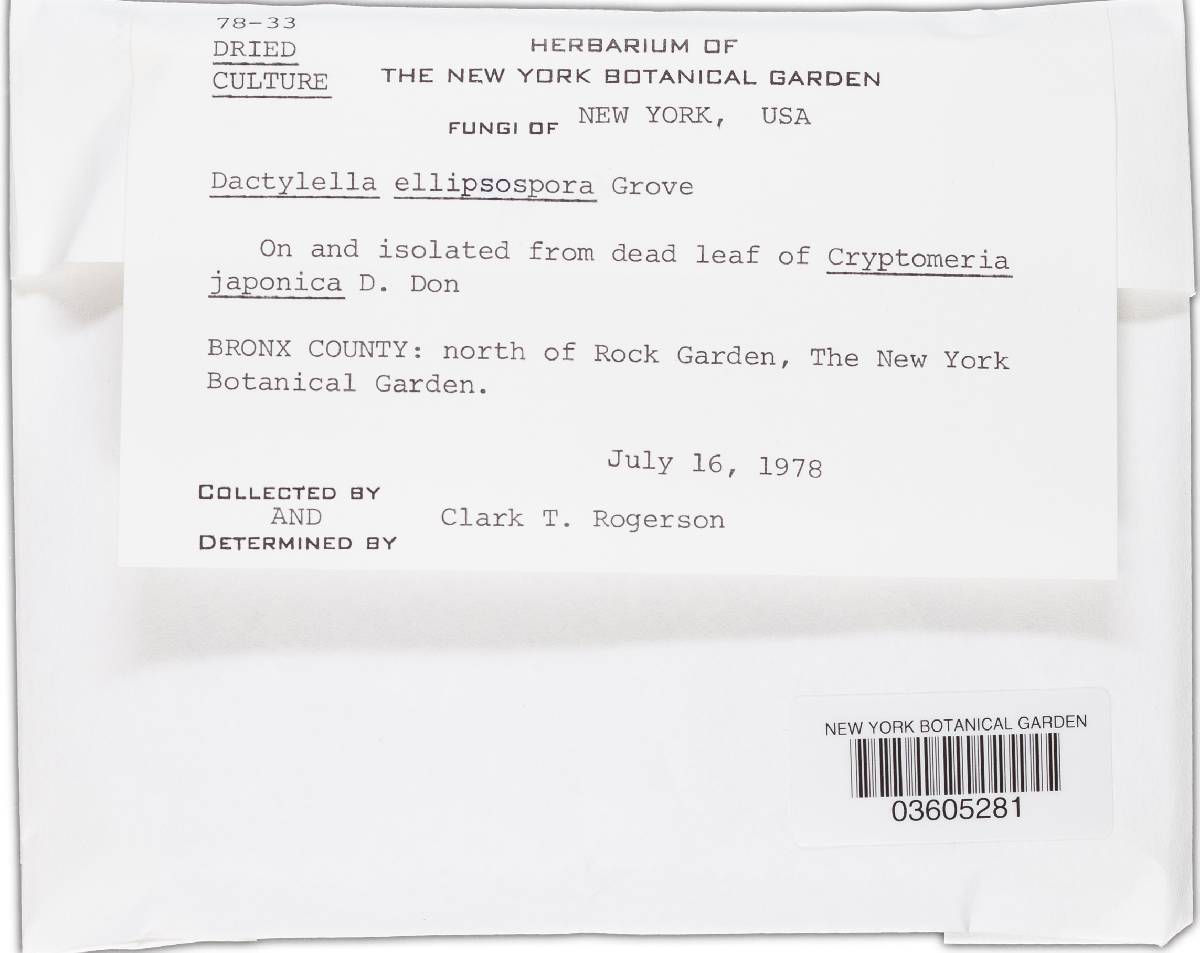 78-33
DRIED
CULTURE
HERBARIUM OF
THE NEW YORK BOTANICAL GARDEN
FUNGI OF NEW YORK, USA
Dactylella ellipsospora Grove
On and isolated from dead leaf of Cryptomeria
japonica D. Don
BRONX COUNTY: north of Rock Garden, The New York
Botanical Garden.
July 16, 1978
COLLECTED BY
AND Clark T. Rogerson
DETERMINED BY
NEW YORK BOTANICAL GARDEN
03605281